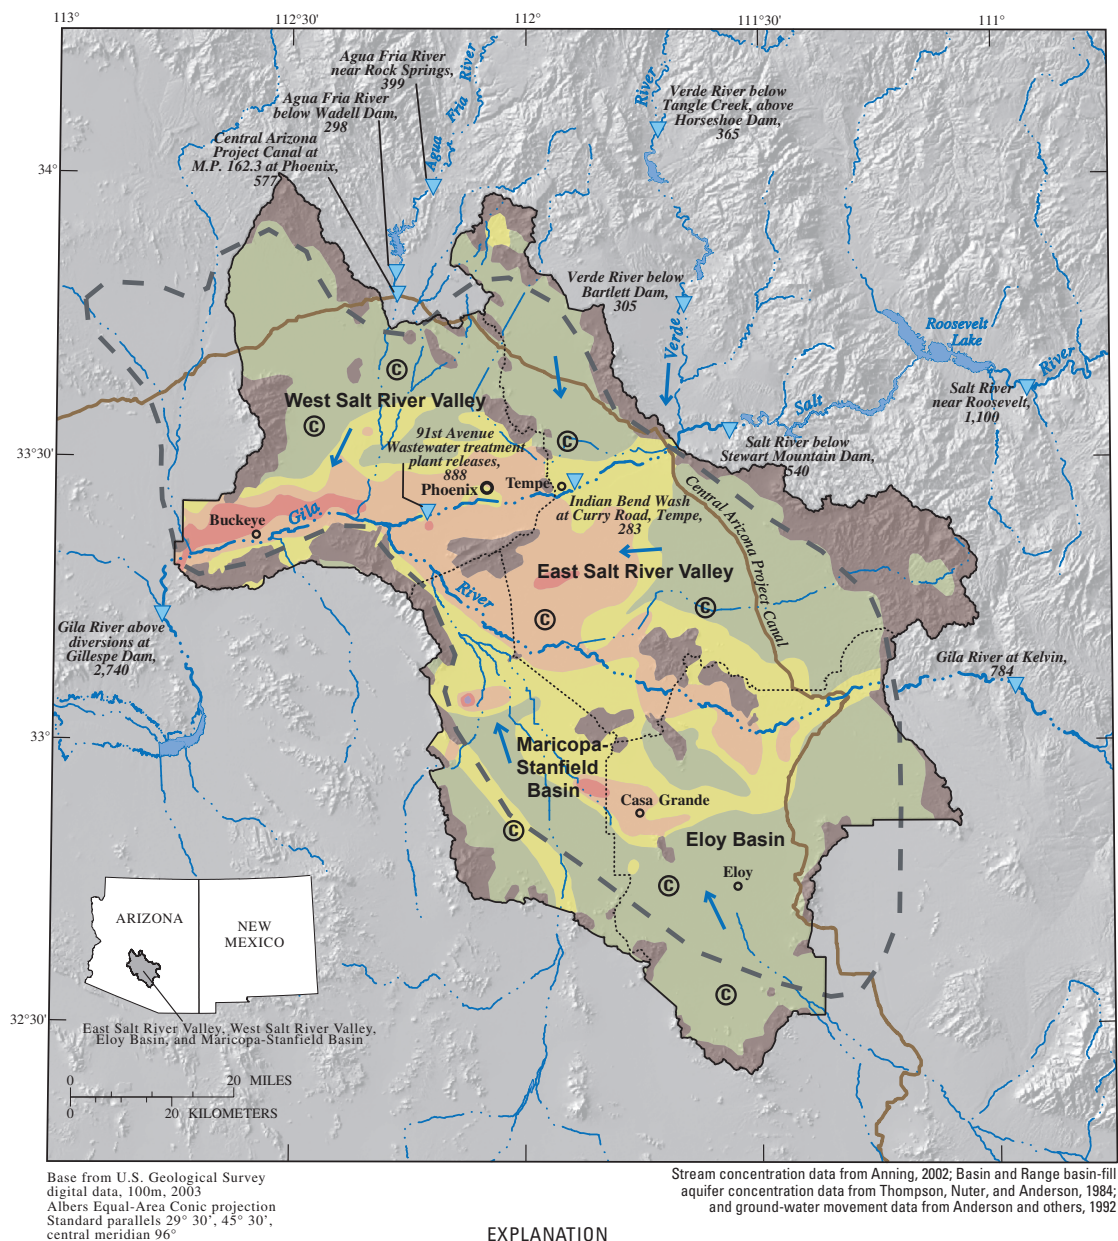 113°
112°30'
112°
111°30'
111°
34°
33°30'
33°
32°30'
Agua Fria River
near Rock Springs,
399
Agua Fria River
below Wadell Dam,
298
Central Arizona
Project Canal at
M.P. 162.3 at Phoenix,
577
Agua Fria River
River
Verde River below
Tangle Creek, above
Horseshoe Dam,
365
Verde River below
Bartlett Dam,
305
Verde
Roosevelt
Lake
Salt
River
Salt River
near Roosevelt,
1,100
Salt River below
Stewart Mountain Dam,
540
C
West Salt River Valley
C
C
91st Avenue
Wastewater treatment
plant releases,
888
Phoenix
Tempe
Indian Bend Wash
at Curry Road, Tempe,
283
Central Arizona Project Canal
Buckeye
Gila
East Salt River Valley
River
C
C
Gila River above
diversions at
Gillespe Dam,
2,740
Gila River at Kelvin,
784
Maricopa-
Stanfield
Basin
Casa Grande
C
Eloy Basin
C
Eloy
C
ARIZONA
NEW
MEXICO
East Salt River Valley, West Salt River Valley,
Eloy Basin, and Maricopa-Stanfield Basin
0 20 MILES
0 20 KILOMETERS
Base from U.S. Geological Survey
digital data, 100m, 2003
Albers Equal-Area Conic projection
Standard parallels 29° 30', 45° 30',
central meridian 96°
Stream concentration data from Anning, 2002; Basin and Range basin-fill
aquifer concentration data from Thompson, Nuter, and Anderson, 1984;
and ground-water movement data from Anderson and others, 1992
EXPLANATION